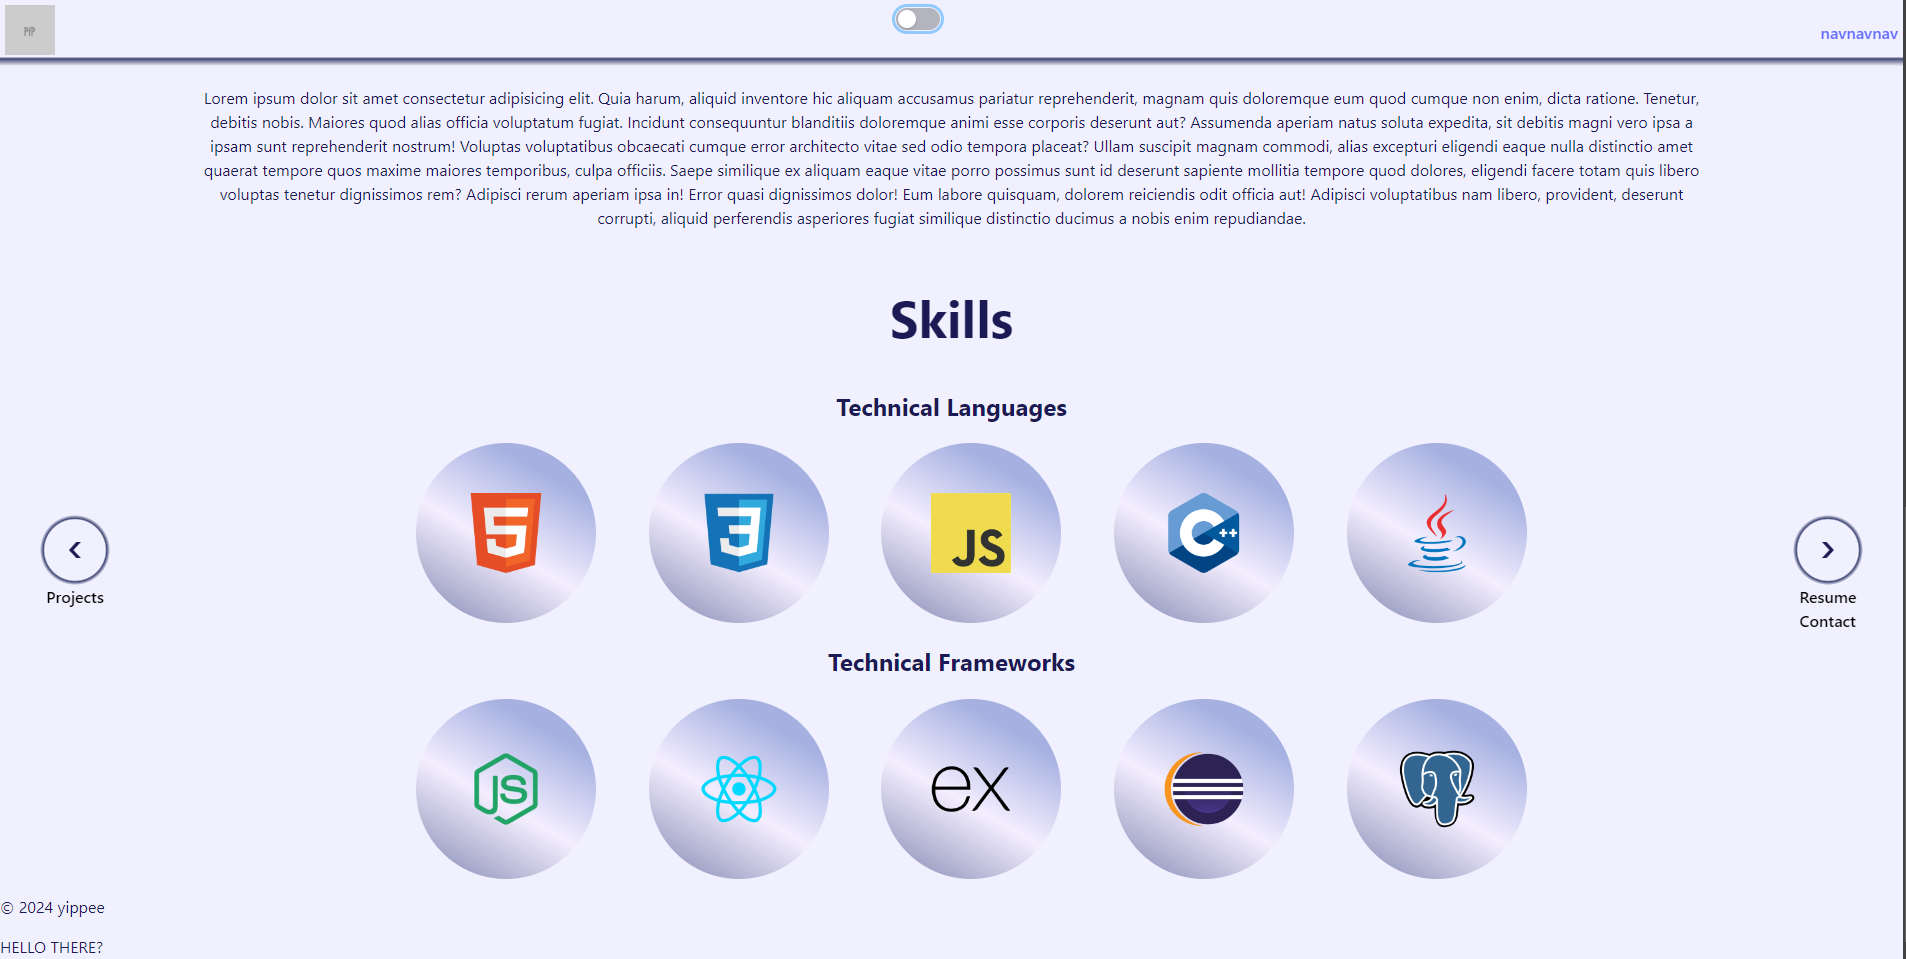 PfP
navnavnav
Lorem ipsum dolor sit amet consectetur adipisicing elit. Quia harum, aliquid inventore hic aliquam accusamus pariatur reprehenderit, magnam quis doloremque eum quod cumque non enim, dicta ratione. Tenetur,
debitis nobis. Maiores quod alias officia voluptatum fugiat. Incidunt consequuntur blanditiis doloremque animi esse corporis deserunt aut? Assumenda aperiam natus soluta expedita, sit debitis magni vero ipsa a
ipsam sunt reprehenderit nostrum! Voluptas voluptatibus obcaecati cumque error architecto vitae sed odio tempora placeat? Ullam suscipit magnam commodi, alias excepturi eligendi eaque nulla distinctio amet
quaerat tempore quos maxime maiores temporibus, culpa officiis. Saepe similique ex aliquam eaque vitae porro possimus sunt id deserunt sapiente mollitia tempore quod dolores, eligendi facere totam quis libero
voluptas tenetur dignissimos rem? Adipisci rerum aperiam ipsa in! Error quasi dignissimos dolor! Eum labore quisquam, dolorem reiciendis odit officia aut! Adipisci voluptatibus nam libero, provident, deserunt
corrupti, aliquid perferendis asperiores fugiat similique distinctio ducimus a nobis enim repudiandae.
Skills
Technical Languages
5
3
JS
C++
Projects
Resume
Contact
Technical Frameworks
JS
ex
© 2024 yippee
HELLO THERE?